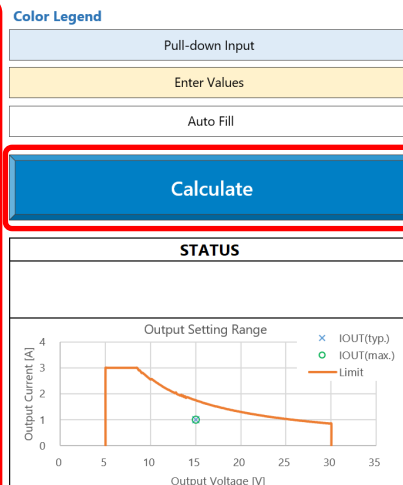 Color Legend
Pull-down Input
Enter Values
Auto Fill
Calculate
STATUS
Output Setting Range
IOUT(typ.)
IOUT(max.)
Limit
Output Current [A]
4
3
2
1
0
0 5 10 15 20 25 30 35
Output Voltage [V]